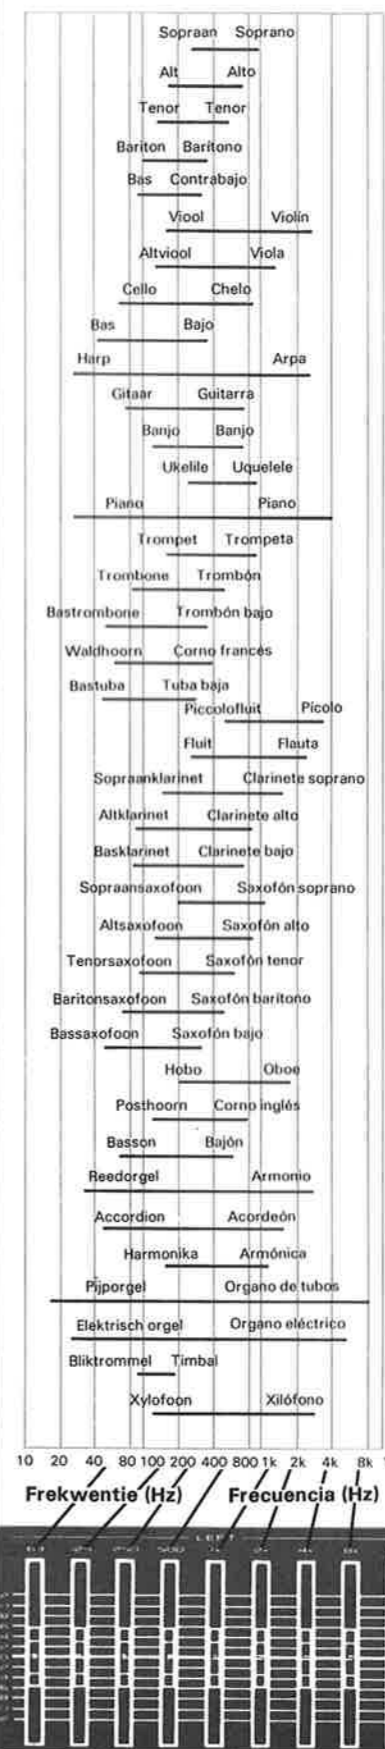 Sopraan Soprano
Alt Alto
Tenor Tenor
Bariton Barítono
Bas Contrabajo
Viool Violín
Altviool Viola
Cello Chelo
Bas Bajo
Harp Arpa
Gitaar Guitarra
Banjo Banjo
Ukelile Uquelele
Piano Piano
Trompet Trompeta
Trombone Trombón
Bastrombone Trombón bajo
Waldhoorn Corno francés
Bastuba Tuba baja
Piccolofluit Pícolo
Fluit Flauta
Sopraanklarinet Clarinete soprano
Altklarinet Clarinete alto
Basklarinet Clarinete bajo
Sopraansaxofoon Saxofón soprano
Altsaxofoon Saxofón alto
Tenorsaxofoon Saxofón tenor
Baritonsaxofoon Saxofón barítono
Bassaxofoon Saxofón bajo
Hobo Oboe
Posthoorn Corno inglés
Basson Bajón
Reedorgel Armonio
Accordion Acordeón
Harmonika Armónica
Pijporgel Organo de tubos
Elektrisch orgel Organo eléctrico
Bliktrommel Timbal
Xylofoon Xilófono
10 20 40 80 100 200 400 800 1k 2k 4k 8k
Frekwentie (Hz) Frecuencia (Hz)
LEFT
500